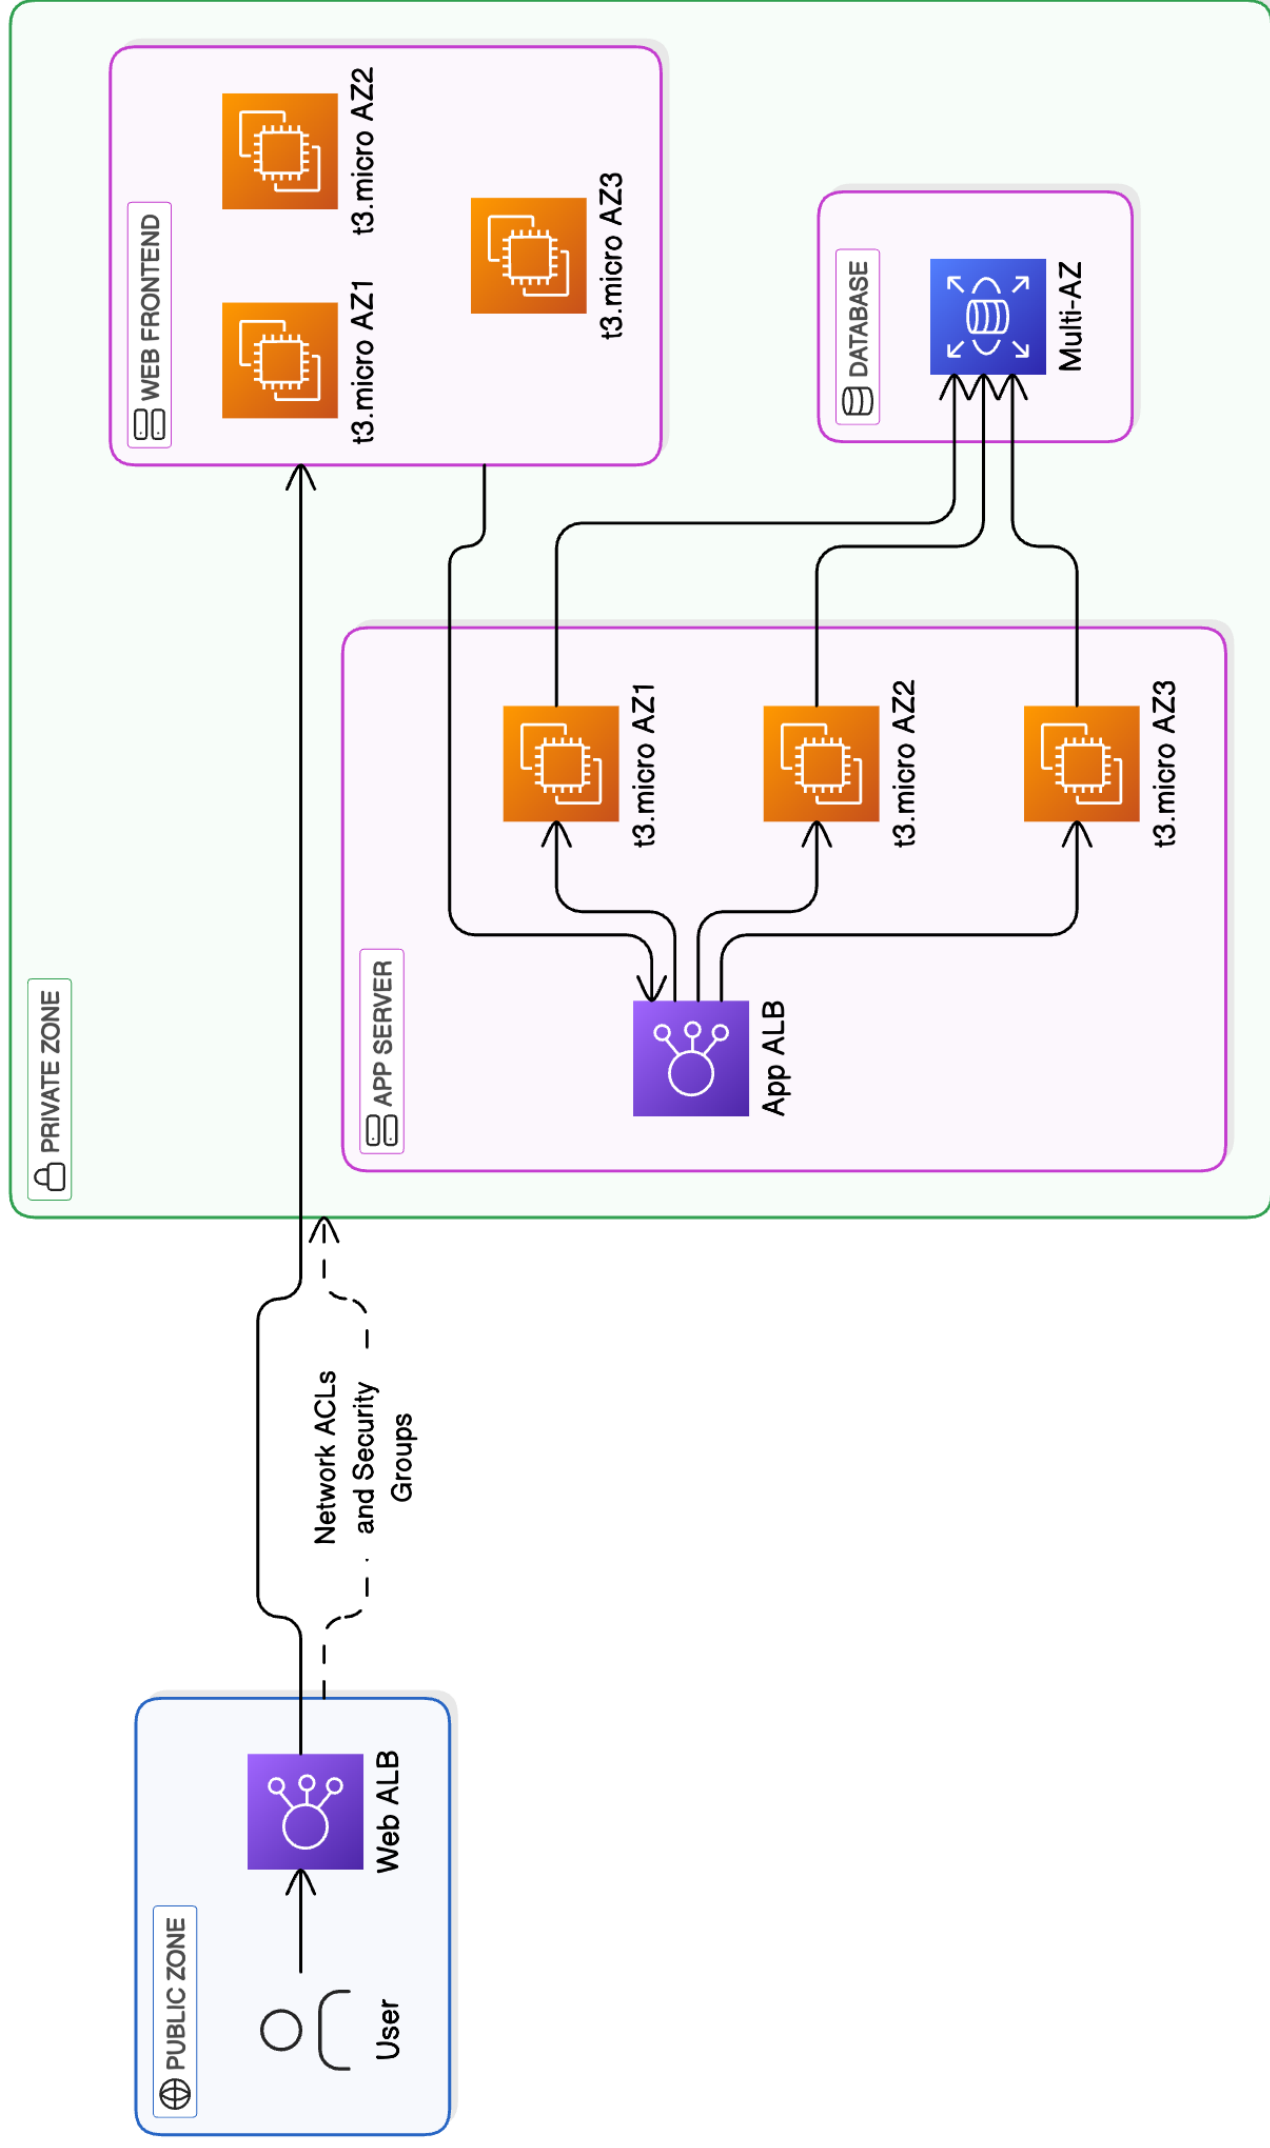 PUBLIC ZONE
User
Web ALB
Network ACLs
and Security
Groups
PRIVATE ZONE
WEB FRONTEND
t3.micro AZ1
t3.micro AZ2
t3.micro AZ3
APP SERVER
App ALB
t3.micro AZ1
t3.micro AZ2
t3.micro AZ3
DATABASE
Multi-AZ